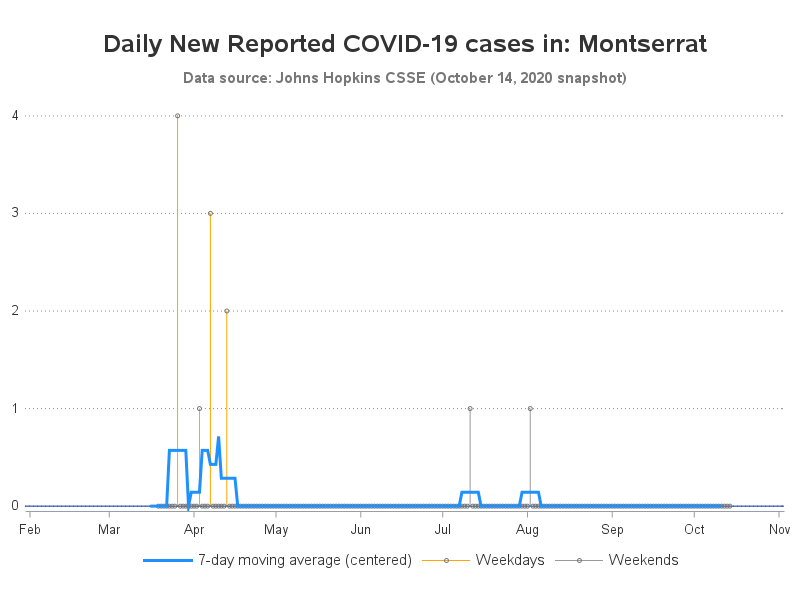 Daily New Reported COVID-19 cases in: Montserrat
Data source: Johns Hopkins CSSE (October 14, 2020 snapshot)
4
3
2
1
0
Feb Mar Apr May Jun Jul Aug Sep Oct Nov
7-day moving average (centered) Weekdays Weekends